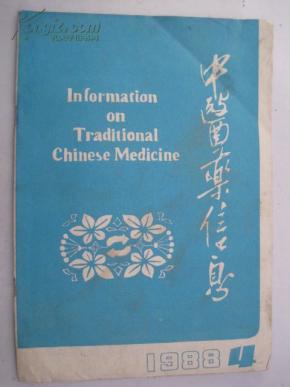 Information
on
Traditional
Chinese Medicine
中医药信息
1988 4